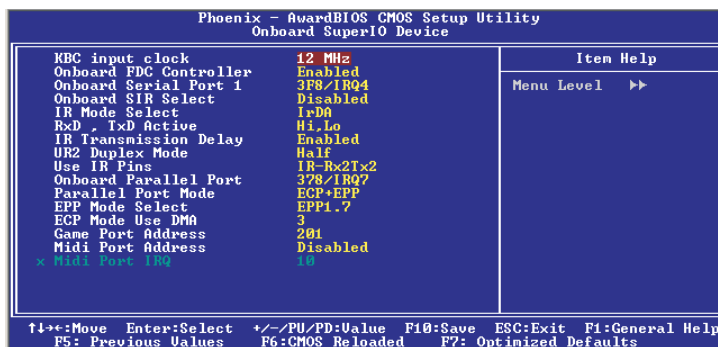 Phoenix - AwardBIOS CMOS Setup Utility
Onboard SuperIO Device
KBC input clock 12 MHz
Onboard FDC Controller Enabled
Onboard Serial Port 1 3F8/IRQ4
Onboard SIR Select Disabled
IR Mode Select IrDA
RxD , TxD Active Hi,Lo
IR Transmission Delay Enabled
UR2 Duplex Mode Half
Use IR Pins IR-Rx2Tx2
Onboard Parallel Port 378/IRQ7
Parallel Port Mode ECP+EPP
EPP Mode Select EPP1.7
ECP Mode Use DMA 3
Game Port Address 201
Midi Port Address Disabled
x Midi Port IRQ 10
Item Help
Menu Level ▸▸
↑↓→←:Move Enter:Select +/-/PU/PD:Value F10:Save ESC:Exit F1:General Help
F5: Previous Values F6:CMOS Reloaded F7: Optimized Defaults